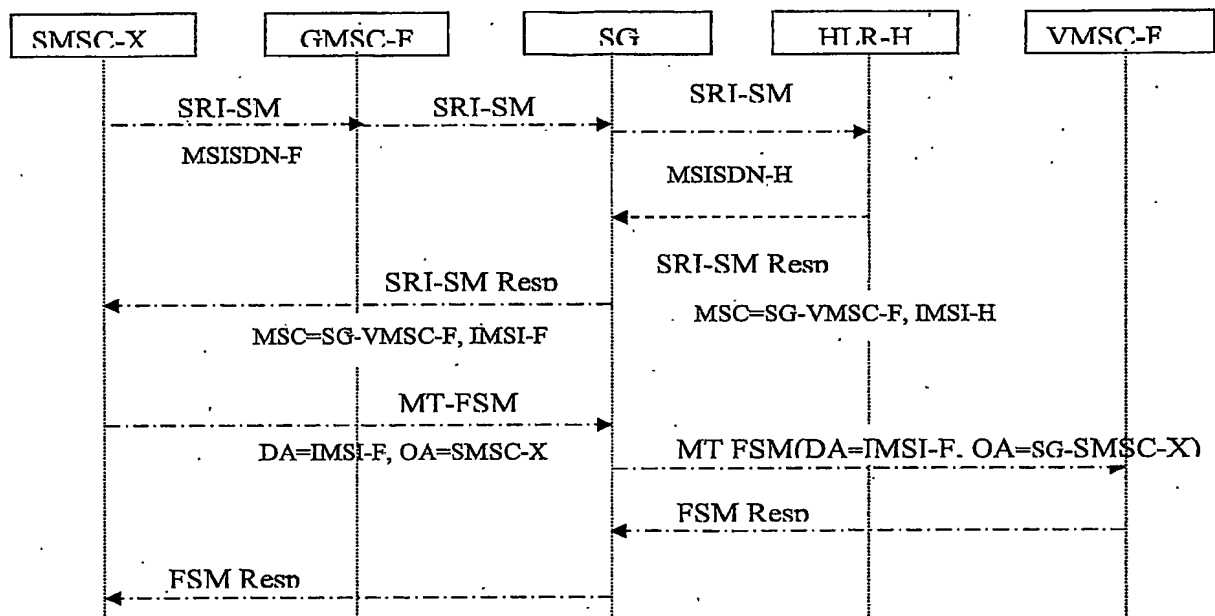 SMSC-X
GMSC-F
SG
HLR-H
VMSC-F
SRI-SM
SRI-SM
SRI-SM
MSISDN-F
MSISDN-H
SRI-SM Resp
SRI-SM Resp
MSC=SG-VMSC-F, IMSI-H
MSC=SG-VMSC-F, IMSI-F
MT-FSM
DA=IMSI-F, OA=SMSC-X
MT FSM(DA=IMSI-F, OA=SG-SMSC-X)
FSM Resp
FSM Resp